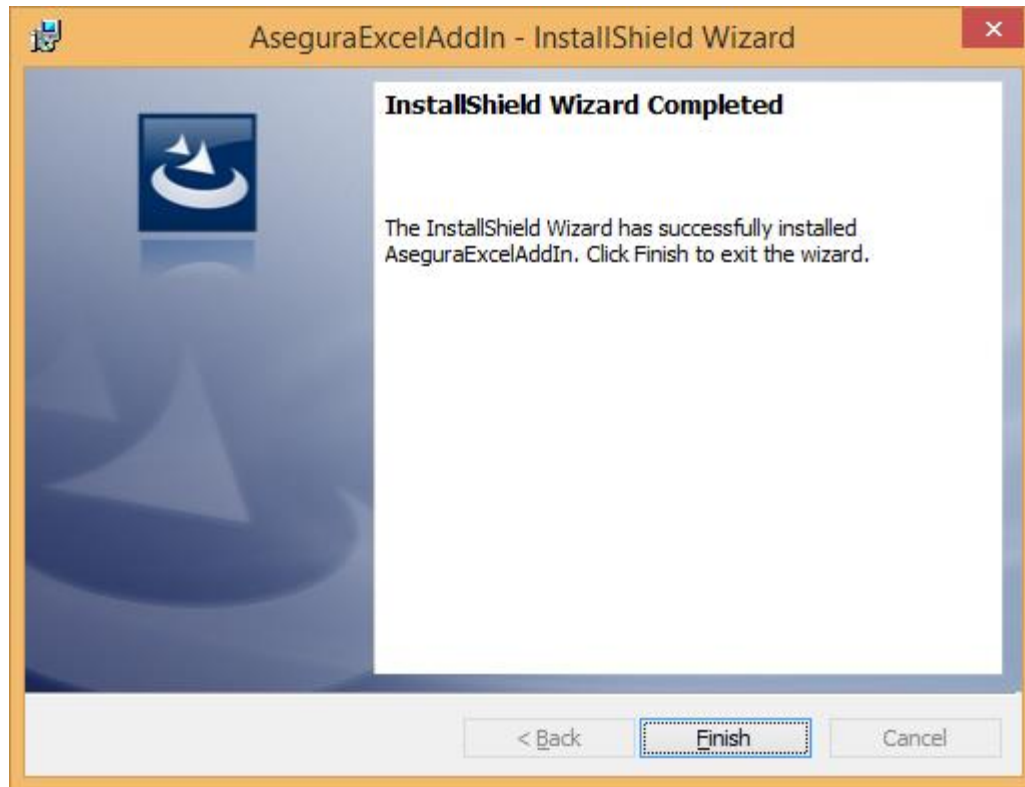 AseguraExcelAddIn - InstallShield Wizard
InstallShield Wizard Completed
The InstallShield Wizard has successfully installed
AseguraExcelAddIn. Click Finish to exit the wizard.
< Back
Finish
Cancel